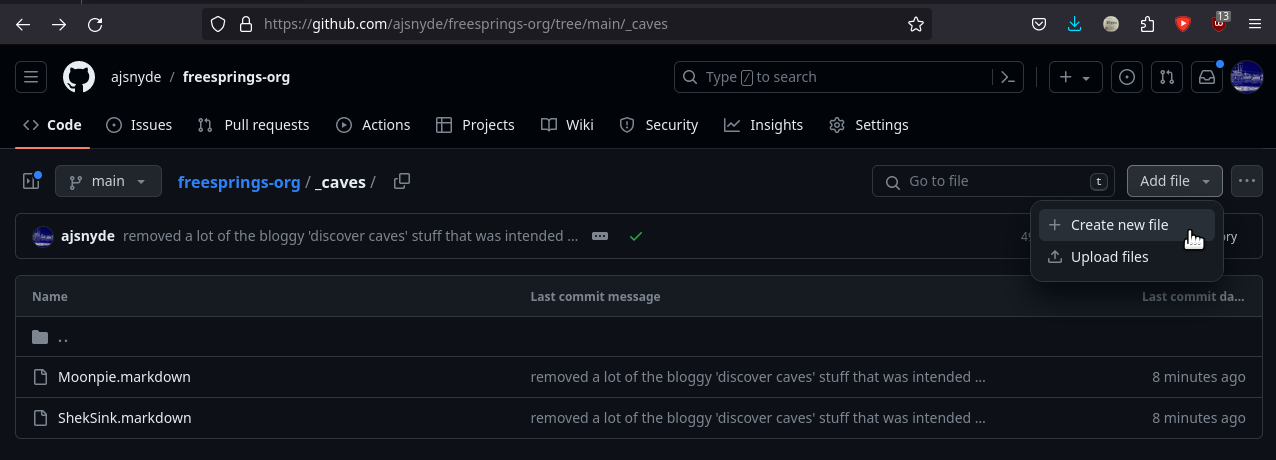 https://github.com/ajsnyde/freesprings-org/tree/main/_caves
13
ajsnyde / freesprings-org
Type / to search
Code Issues Pull requests Actions Projects Wiki Security Insights Settings
main freesprings-org / _caves / Go to file t Add file
ajsnyde removed a lot of the bloggy 'discover caves' stuff that was intended ...
Create new file
Upload files
Name Last commit message Last commit da...
..
Moonpie.markdown removed a lot of the bloggy 'discover caves' stuff that was intended ... 8 minutes ago
ShekSink.markdown removed a lot of the bloggy 'discover caves' stuff that was intended ... 8 minutes ago